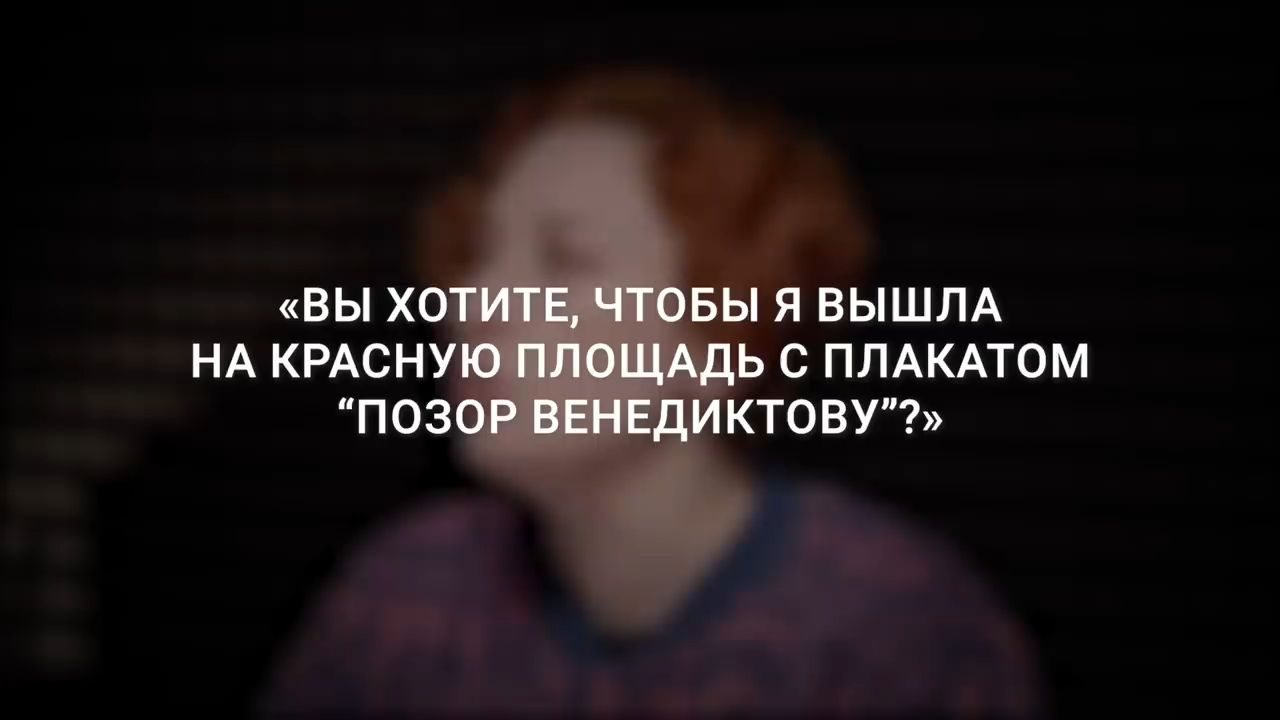 «ВЫ ХОТИТЕ, ЧТОБЫ Я ВЫШЛА
НА КРАСНУЮ ПЛОЩАДЬ С ПЛАКАТОМ
“ПОЗОР ВЕНЕДИКТОВУ”?»